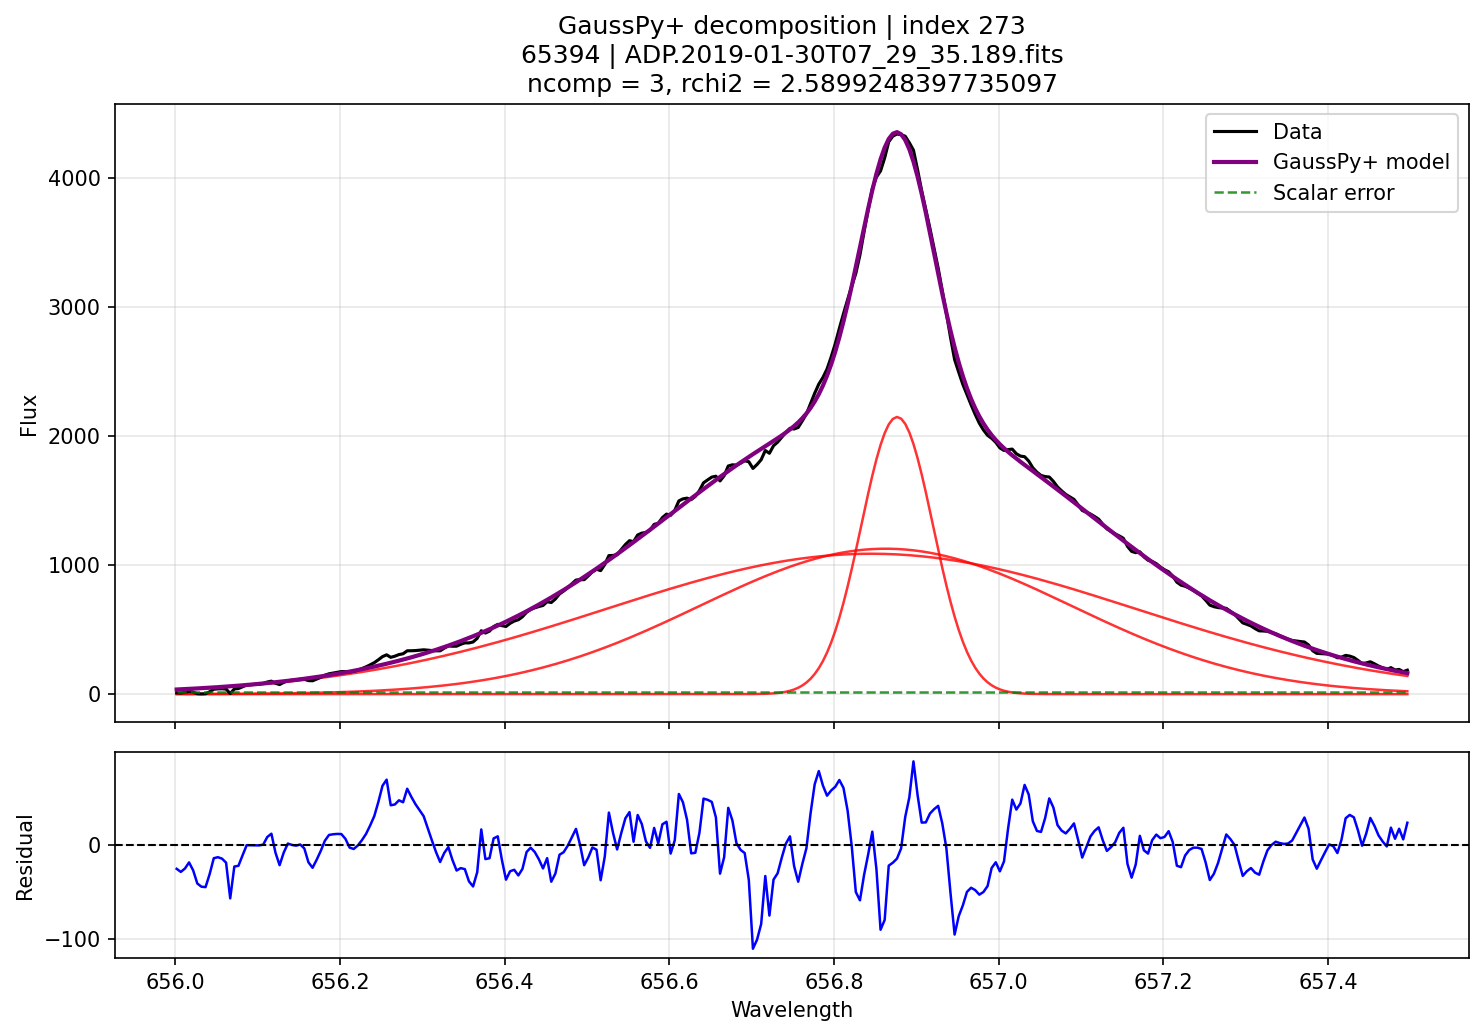 GaussPy+ decomposition | index 273
65394 | ADP.2019-01-30T07_29_35.189.fits
ncomp = 3, rchi2 = 2.5899248397735097
Data
GaussPy+ model
Scalar error
Flux
4000
3000
2000
1000
0
Residual
0
−100
656.0 656.2 656.4 656.6 656.8 657.0 657.2 657.4
Wavelength